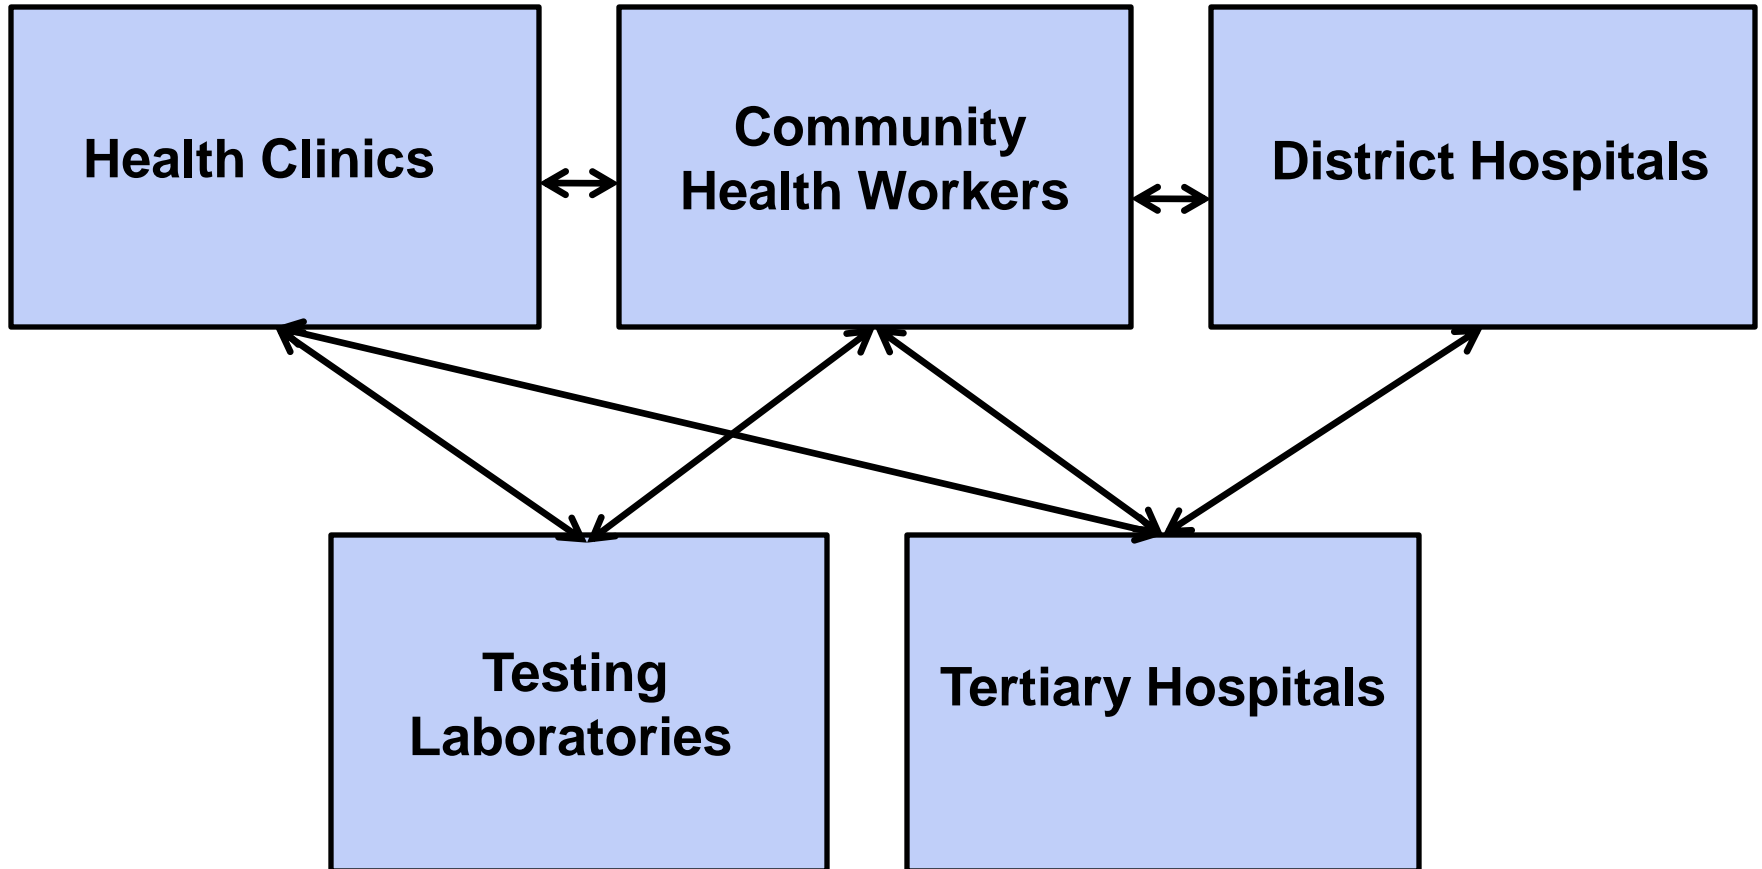 Health Clinics
Community
Health Workers
District Hospitals
Testing
Laboratories
Tertiary Hospitals